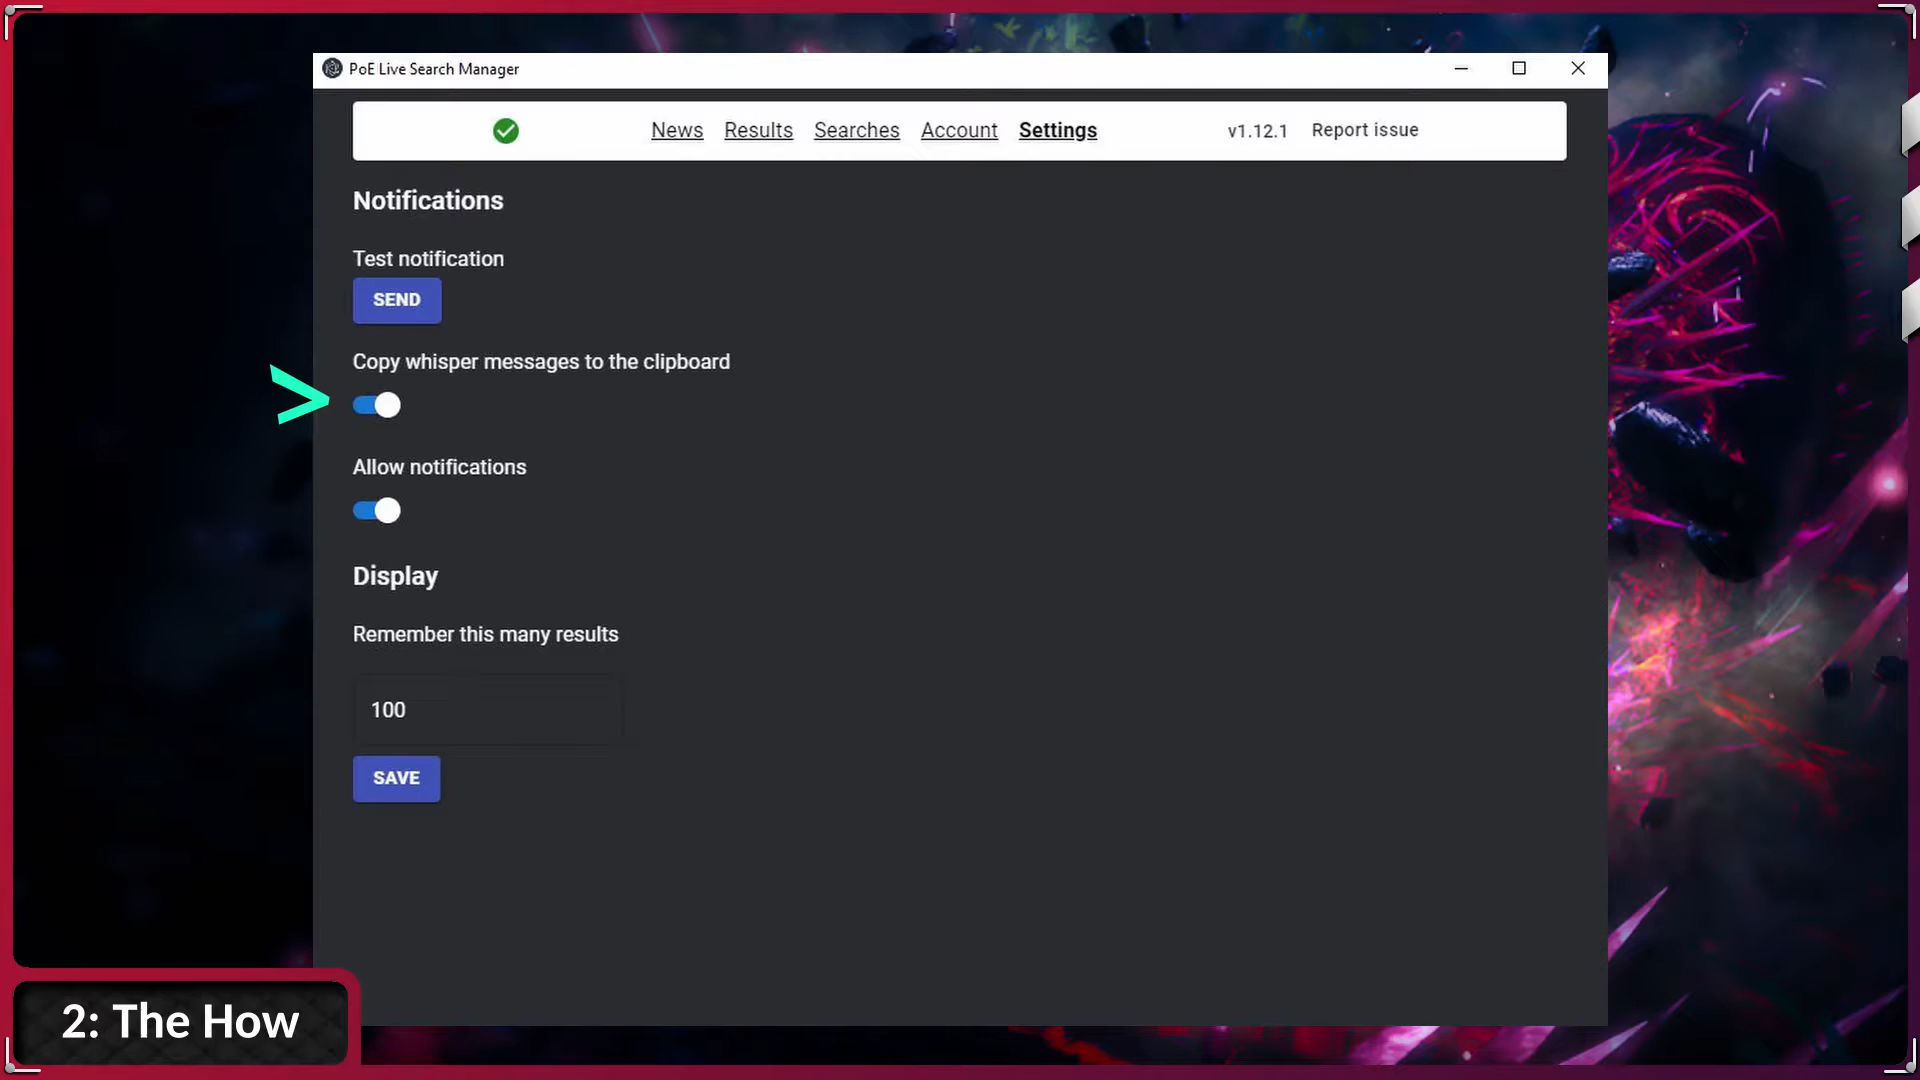 PoE Live Search Manager
News Results Searches Account Settings v1.12.1 Report issue
Notifications
Test notification
SEND
Copy whisper messages to the clipboard
Allow notifications
Display
Remember this many results
100
SAVE
2: The How